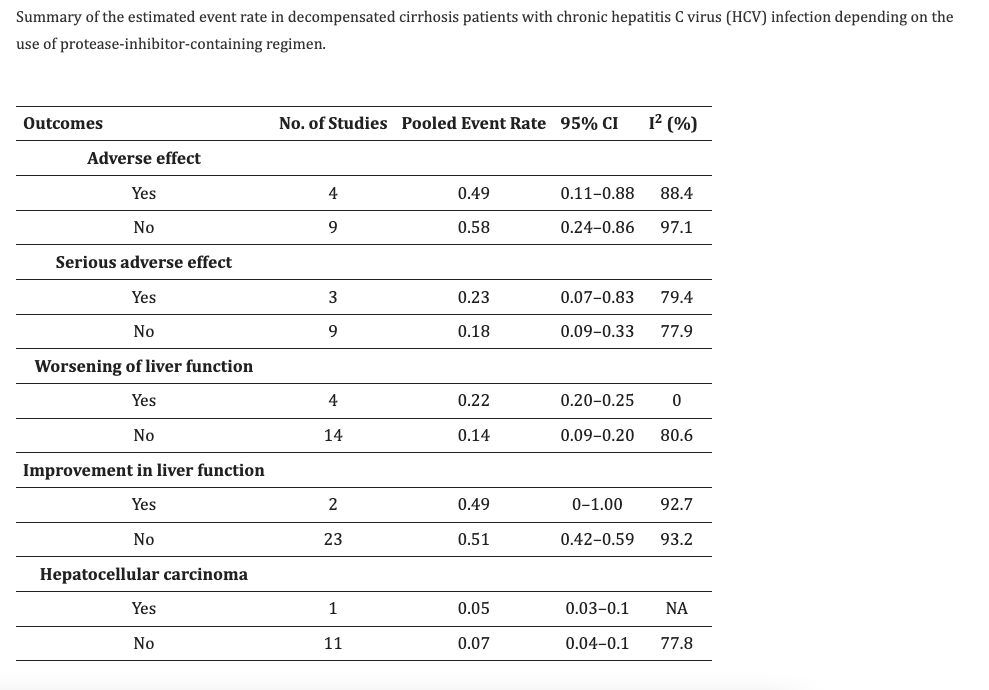 Summary of the estimated event rate in decompensated cirrhosis patients with chronic hepatitis C virus (HCV) infection depending on the
use of protease-inhibitor-containing regimen.
Outcomes No. of Studies Pooled Event Rate 95% CI I² (%)
Adverse effect
Yes 4 0.49 0.11–0.88 88.4
No 9 0.58 0.24–0.86 97.1
Serious adverse effect
Yes 3 0.23 0.07–0.83 79.4
No 9 0.18 0.09–0.33 77.9
Worsening of liver function
Yes 4 0.22 0.20–0.25 0
No 14 0.14 0.09–0.20 80.6
Improvement in liver function
Yes 2 0.49 0–1.00 92.7
No 23 0.51 0.42–0.59 93.2
Hepatocellular carcinoma
Yes 1 0.05 0.03–0.1 NA
No 11 0.07 0.04–0.1 77.8